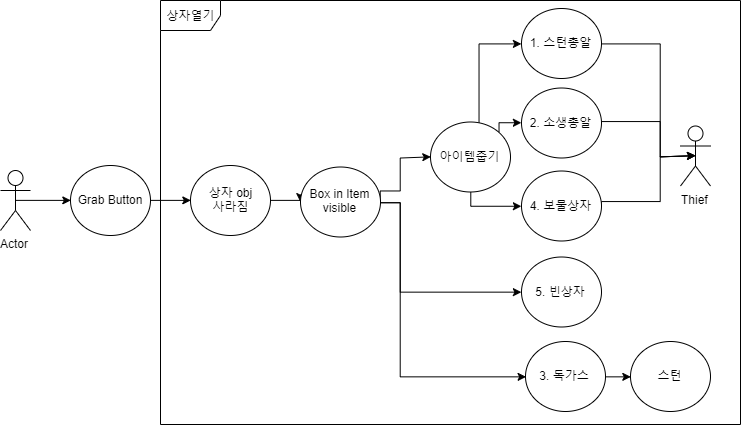 상자열기
Actor
Grab Button
상자 obj
사라짐
Box in Item
visible
아이템줍기
1. 스턴총알
2. 소생총알
4. 보물상자
Thief
5. 빈상자
3. 독가스
스턴